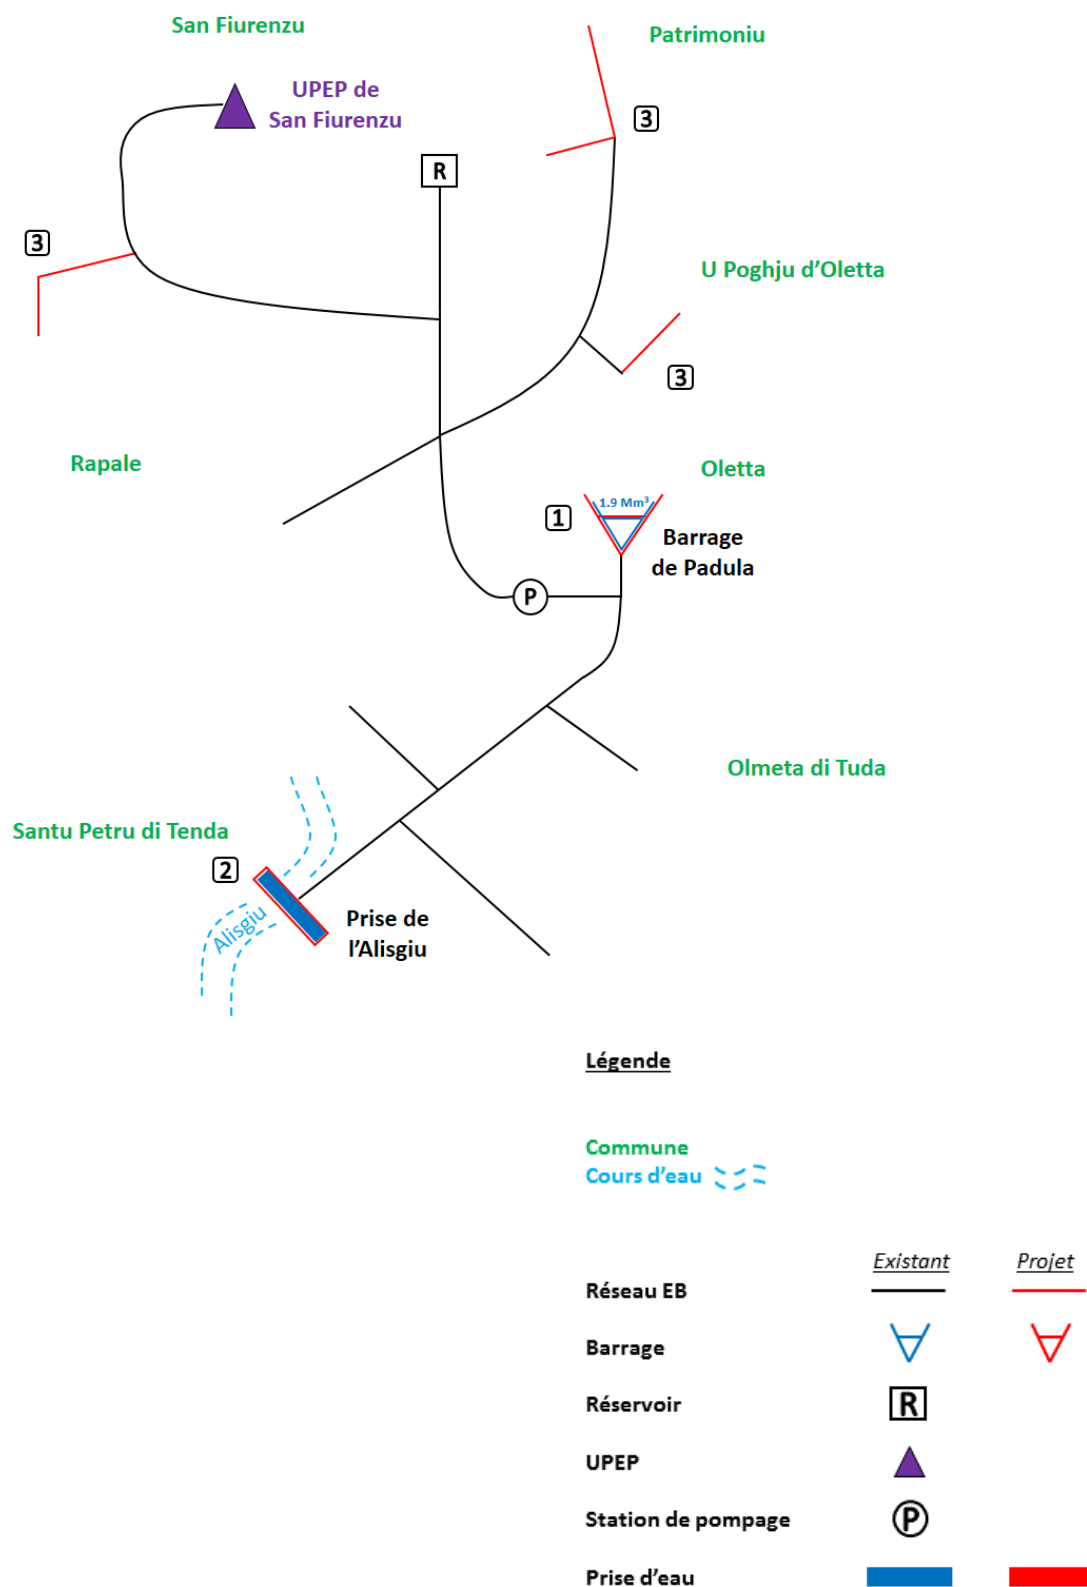 San Fiurenzu
Patrimoniu
UPEP de
San Fiurenzu
3
R
3
U Poghju d'Oletta
3
Rapale
Oletta
1.9 Mm³
1
Barrage
de Padula
P
Olmeta di Tuda
Santu Petru di Tenda
2
Alisgiu
Prise de
l'Alisgiu
Légende
Commune
Cours d'eau
Existant Projet
Réseau EB
Barrage
Réservoir R
UPEP
Station de pompage P
Prise d'eau